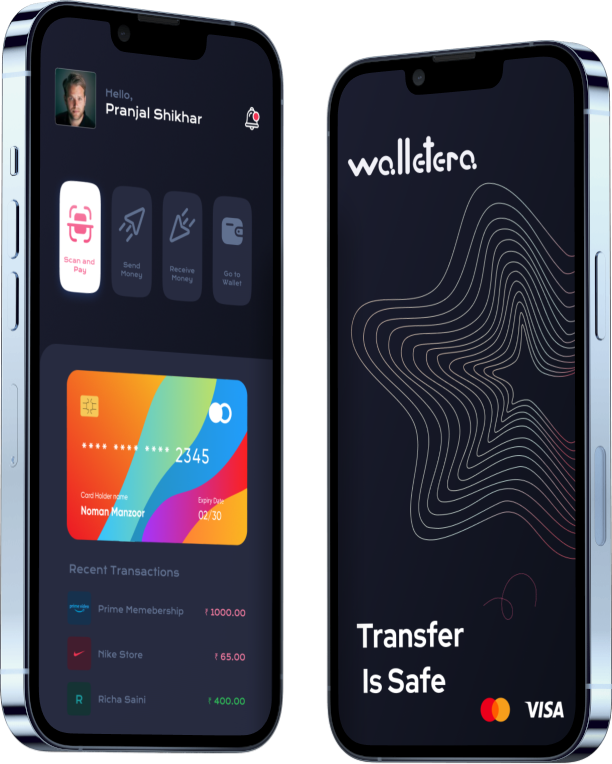 Hello,
Pranjal Shikhar
Scan and
Pay
Send
Money
Receive
Money
Go to
Wallet
**** **** **** 2345
Card Holder name
Noman Manzoor
Expiry Date
02/30
Recent Transactions
prime video
Prime Memebership
₹ 1000.00
Nike Store
₹ 65.00
R
Richa Saini
₹ 400.00
walletera
Transfer
Is Safe
VISA